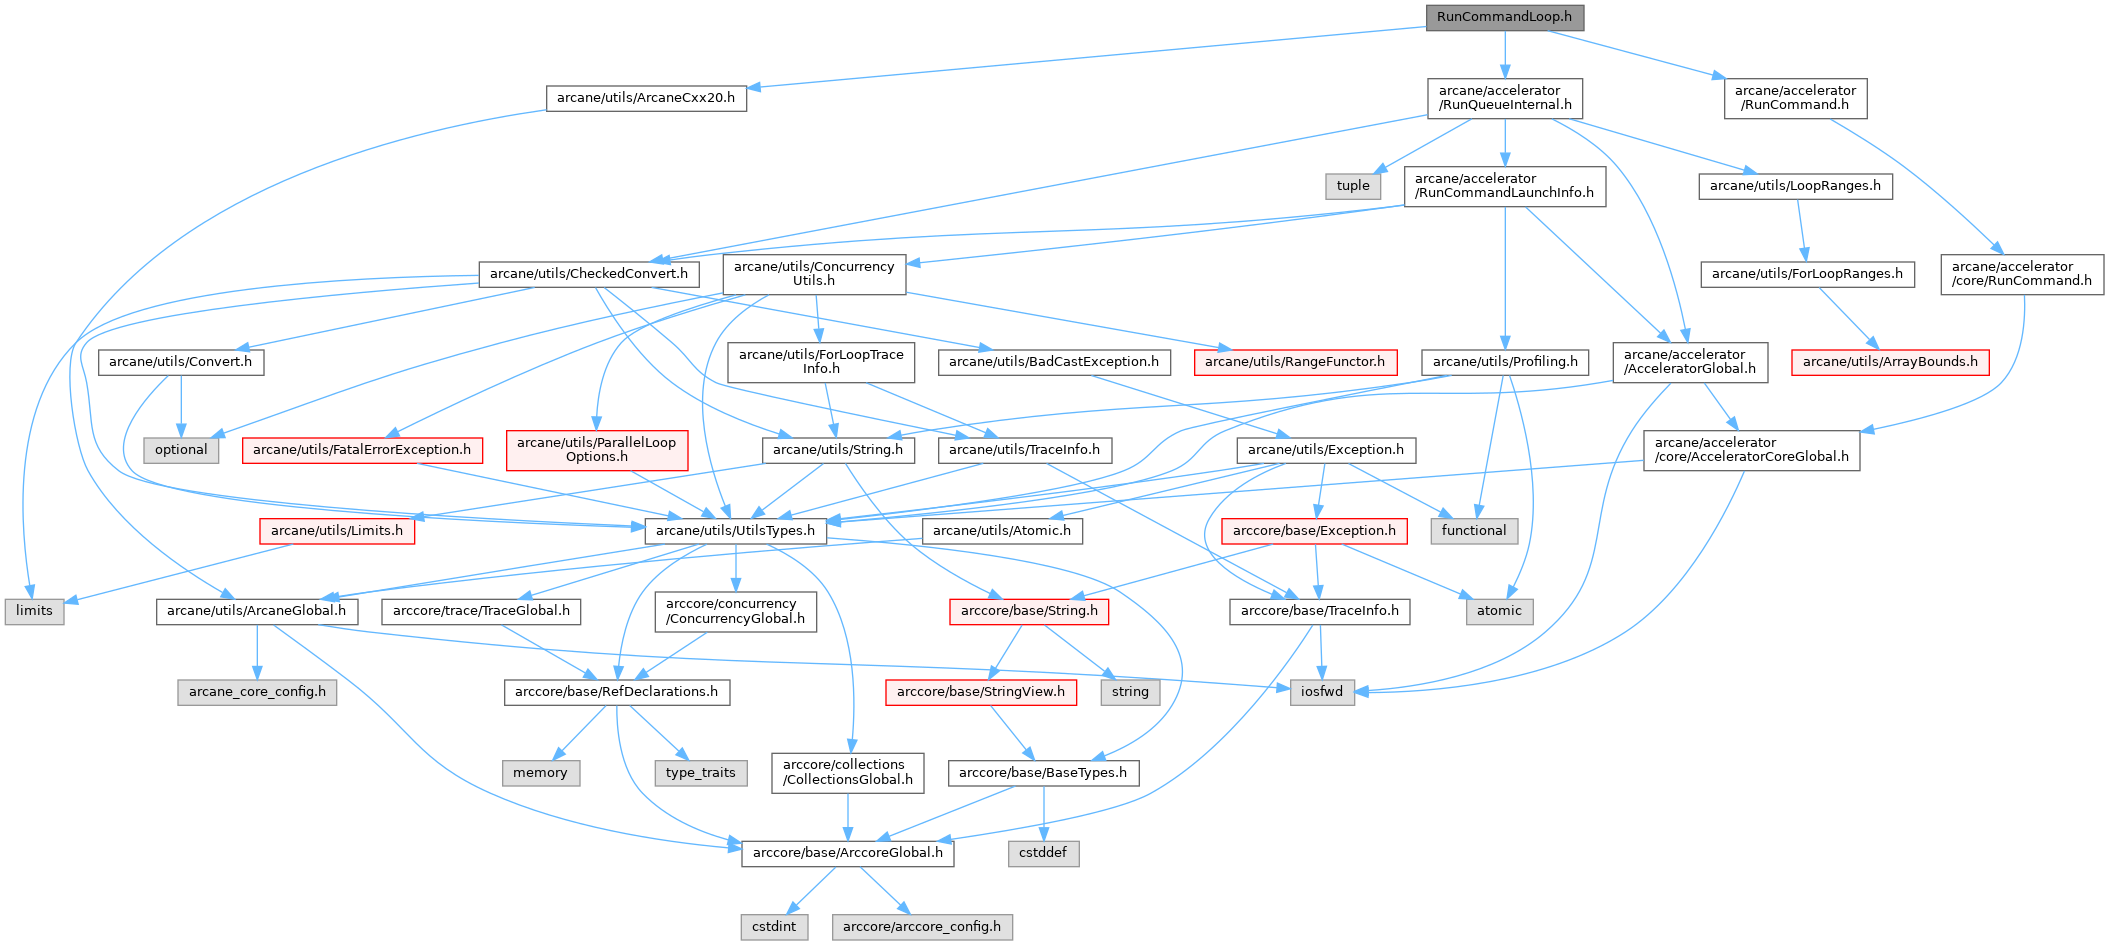 RunCommandLoop.h
arcane/utils/ArcaneCxx20.h
arcane/accelerator
/RunQueueInternal.h
arcane/accelerator
/RunCommand.h
tuple
arcane/accelerator
/RunCommandLaunchInfo.h
arcane/utils/LoopRanges.h
arcane/utils/CheckedConvert.h
arcane/utils/Concurrency
Utils.h
arcane/utils/ForLoopRanges.h
arcane/accelerator
/core/RunCommand.h
arcane/utils/Convert.h
arcane/utils/ForLoopTrace
Info.h
arcane/utils/BadCastException.h
arcane/utils/RangeFunctor.h
arcane/utils/Profiling.h
arcane/accelerator
/AcceleratorGlobal.h
arcane/utils/ArrayBounds.h
optional
arcane/utils/FatalErrorException.h
arcane/utils/ParallelLoop
Options.h
arcane/utils/String.h
arcane/utils/TraceInfo.h
arcane/utils/Exception.h
arcane/accelerator
/core/AcceleratorCoreGlobal.h
arcane/utils/Limits.h
arcane/utils/UtilsTypes.h
arcane/utils/Atomic.h
arccore/base/Exception.h
functional
limits
arcane/utils/ArcaneGlobal.h
arccore/trace/TraceGlobal.h
arccore/concurrency
/ConcurrencyGlobal.h
arccore/base/String.h
arccore/base/TraceInfo.h
atomic
arcane_core_config.h
arccore/base/RefDeclarations.h
arccore/base/StringView.h
string
iosfwd
memory
type_traits
arccore/collections
/CollectionsGlobal.h
arccore/base/BaseTypes.h
arccore/base/ArccoreGlobal.h
cstddef
cstdint
arccore/arccore_config.h